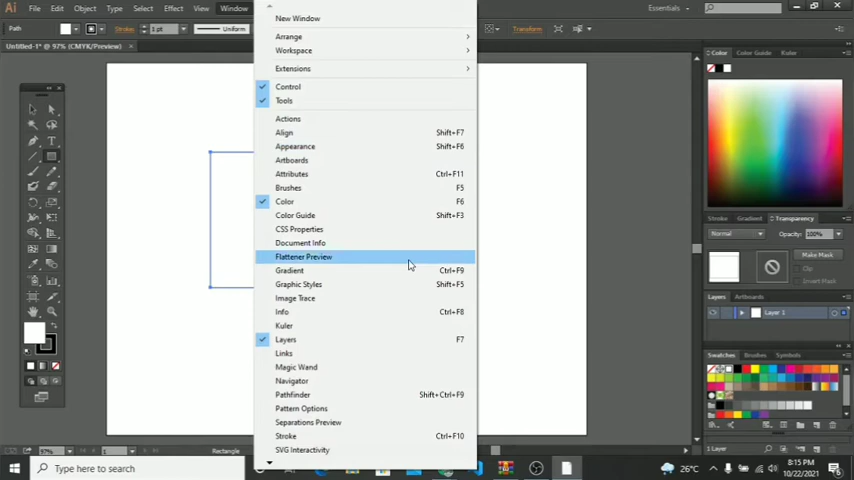 Ai File Edit Object Type Select Effect View Window Essentials
Path Stroke: 1 pt Uniform Transform
Untitled-1* @ 97% (CMYK/Preview)
New Window
Arrange
Workspace
Extensions
Control
Tools
Actions
Align Shift+F7
Appearance Shift+F6
Artboards
Attributes Ctrl+F11
Brushes F5
Color F6
Color Guide Shift+F3
CSS Properties
Document Info
Flattener Preview
Gradient Ctrl+F9
Graphic Styles Shift+F5
Image Trace
Info Ctrl+F8
Kuler
Layers F7
Links
Magic Wand
Navigator
Pathfinder Shift+Ctrl+F9
Pattern Options
Separations Preview
Stroke Ctrl+F10
SVG Interactivity
Color Color Guide Kuler
Stroke Gradient Transparency
Normal Opacity: 100%
Make Mask
Clip
Invert Mask
Layers Artboards
Layer 1
Swatches Brushes Symbols
1 Layer
97% 1 Rectangle
Type here to search
26°C
8:15 PM
10/22/2021